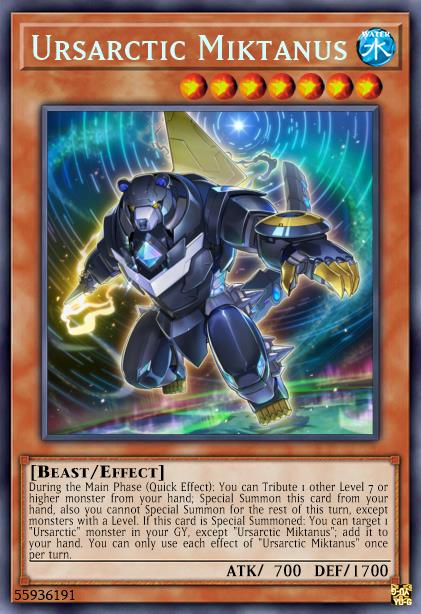 Ursarctic Miktanus
WATER
水
[Beast/Effect]
During the Main Phase (Quick Effect): You can Tribute 1 other Level 7 or
higher monster from your hand; Special Summon this card from your
hand, also you cannot Special Summon for the rest of this turn, except
monsters with a Level. If this card is Special Summoned: You can target 1
"Ursarctic" monster in your GY, except "Ursarctic Miktanus"; add it to
your hand. You can only use each effect of "Ursarctic Miktanus" once
per turn.
ATK/ 700 DEF/1700
55936191